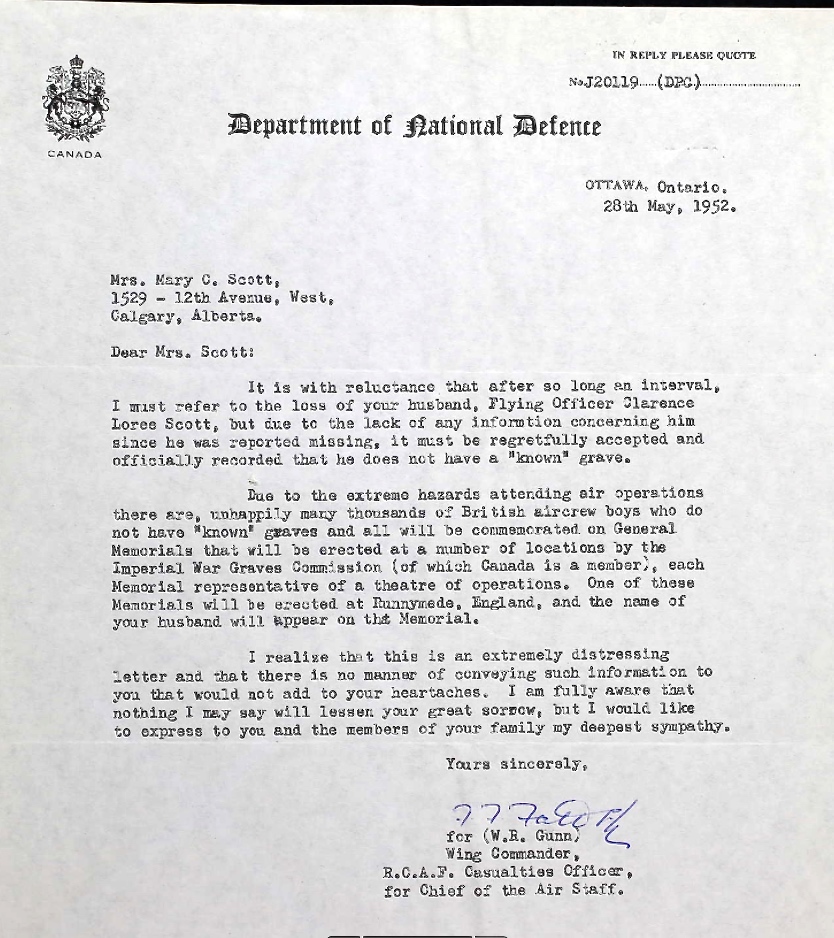 IN REPLY PLEASE QUOTE
No. J20119 (DPC)
CANADA
Department of National Defence
OTTAWA, Ontario.
28th May, 1952.
Mrs. Mary C. Scott,
1529 - 12th Avenue, West,
Calgary, Alberta.
Dear Mrs. Scott:
It is with reluctance that after so long an interval,
I must refer to the loss of your husband, Flying Officer Clarence
Loree Scott, but due to the lack of any informtion concerning him
since he was reported missing, it must be regretfully accepted and
officially recorded that he does not have a "known" grave.
Due to the extreme hazards attending air operations
there are, unhappily many thousands of British aircrew boys who do
not have "known" graves and all will be commemorated on General
Memorials that will be erected at a number of locations by the
Imperial War Graves Commission (of which Canada is a member), each
Memorial representative of a theatre of operations. One of these
Memorials will be erected at Runnymede, England, and the name of
your husband will appear on that Memorial.
I realize that this is an extremely distressing
letter and that there is no manner of conveying such information to
you that would not add to your heartaches. I am fully aware that
nothing I may say will lessen your great sorrow, but I would like
to express to you and the members of your family my deepest sympathy.
Yours sincerely,
for (W.R. Gunn)
Wing Commander,
R.C.A.F. Casualties Officer,
for Chief of the Air Staff.